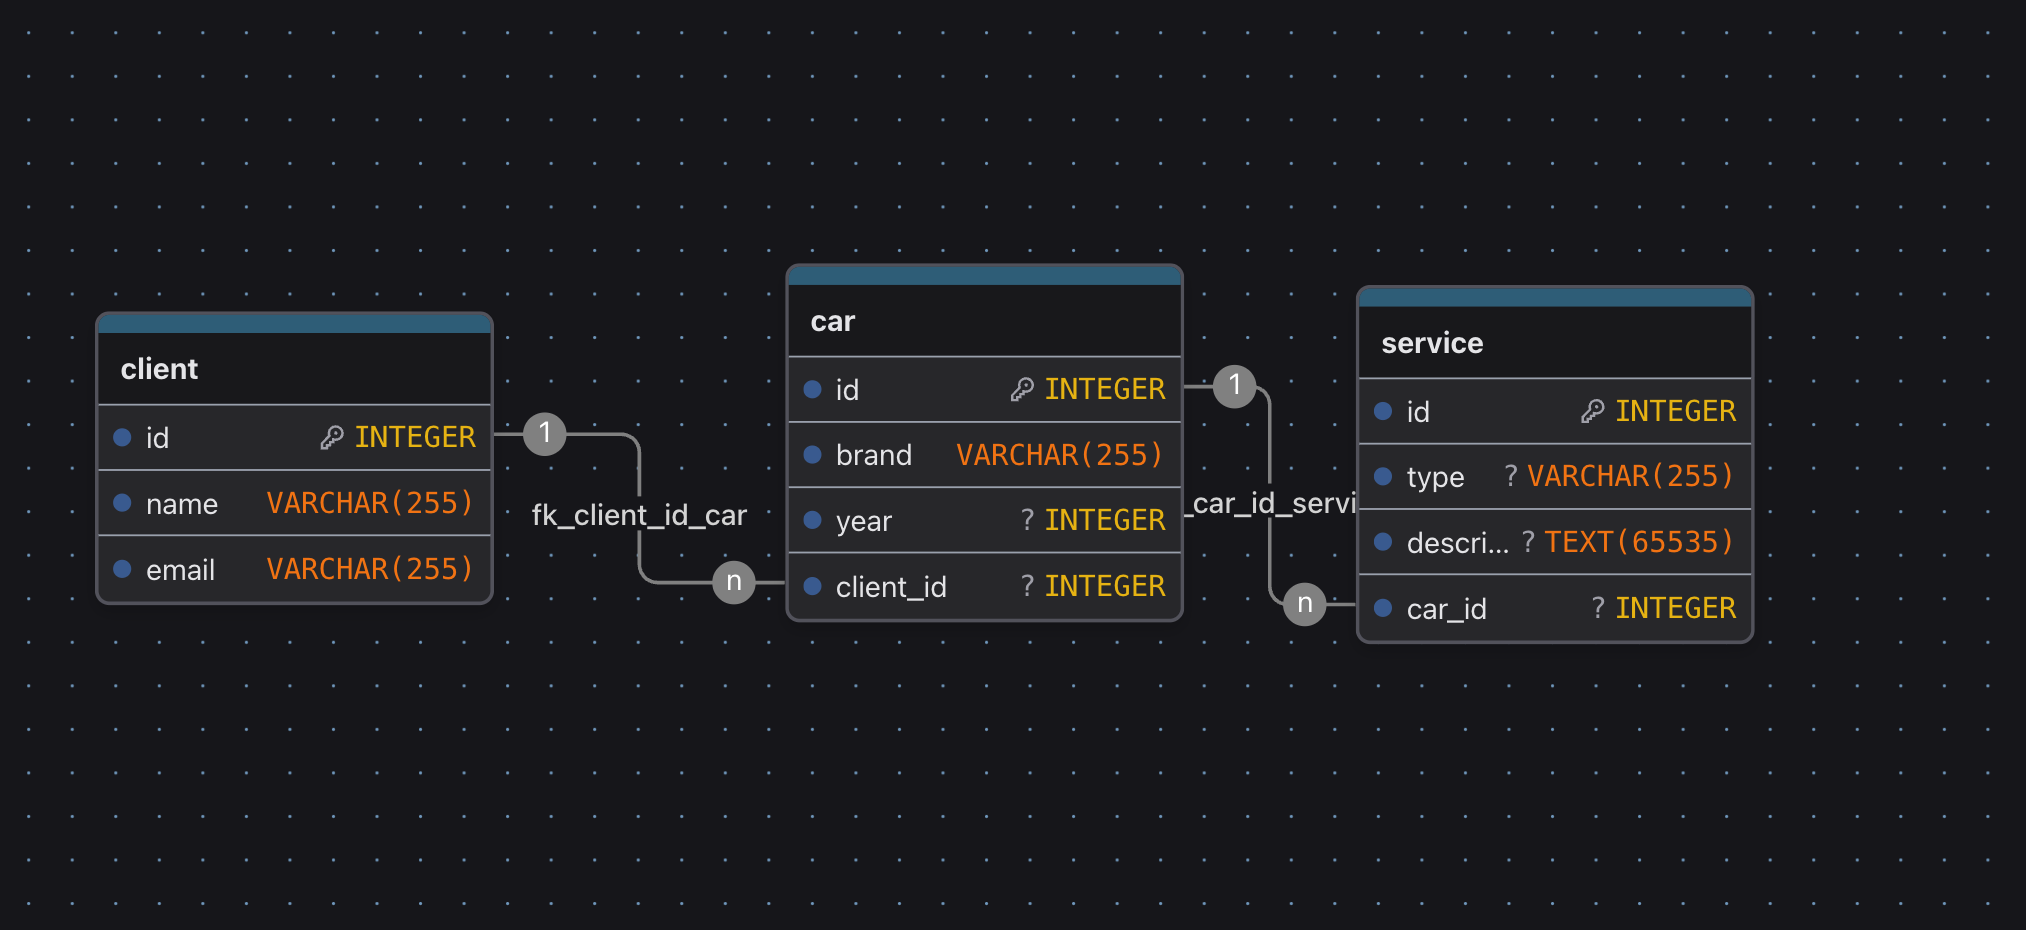 client
id INTEGER
name VARCHAR(255)
email VARCHAR(255)
1
fk_client_id_car
n
car
id INTEGER
brand VARCHAR(255)
year ? INTEGER
client_id ? INTEGER
1
_car_id_servi
n
service
id INTEGER
type ? VARCHAR(255)
descri... ? TEXT(65535)
car_id ? INTEGER